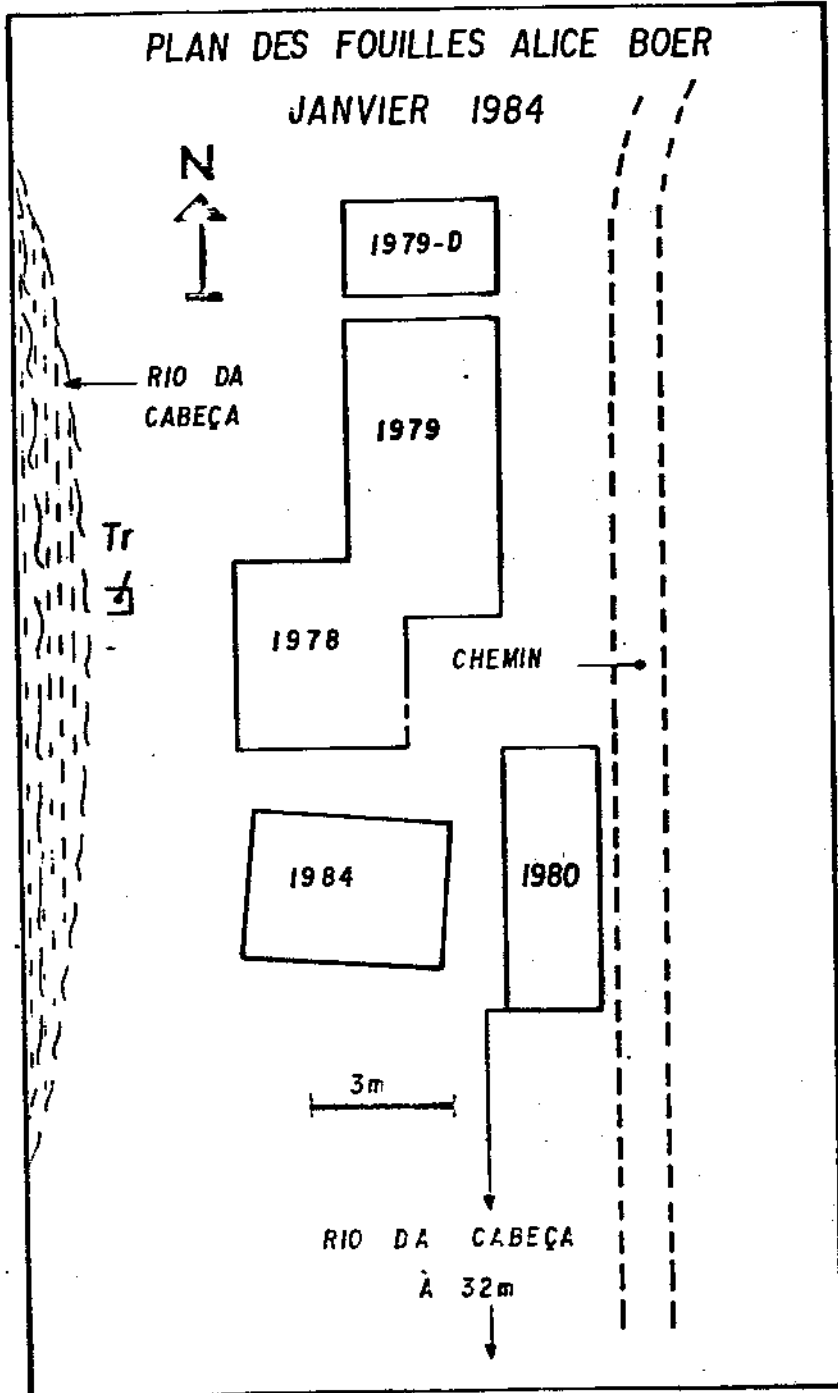 PLAN DES FOUILLES ALICE BOER
JANVIER 1984
N
1979-D
RIO DA
CABEÇA
1979
Tr
1978
CHEMIN
1984
1980
3m
RIO DA CABEÇA
À 32m